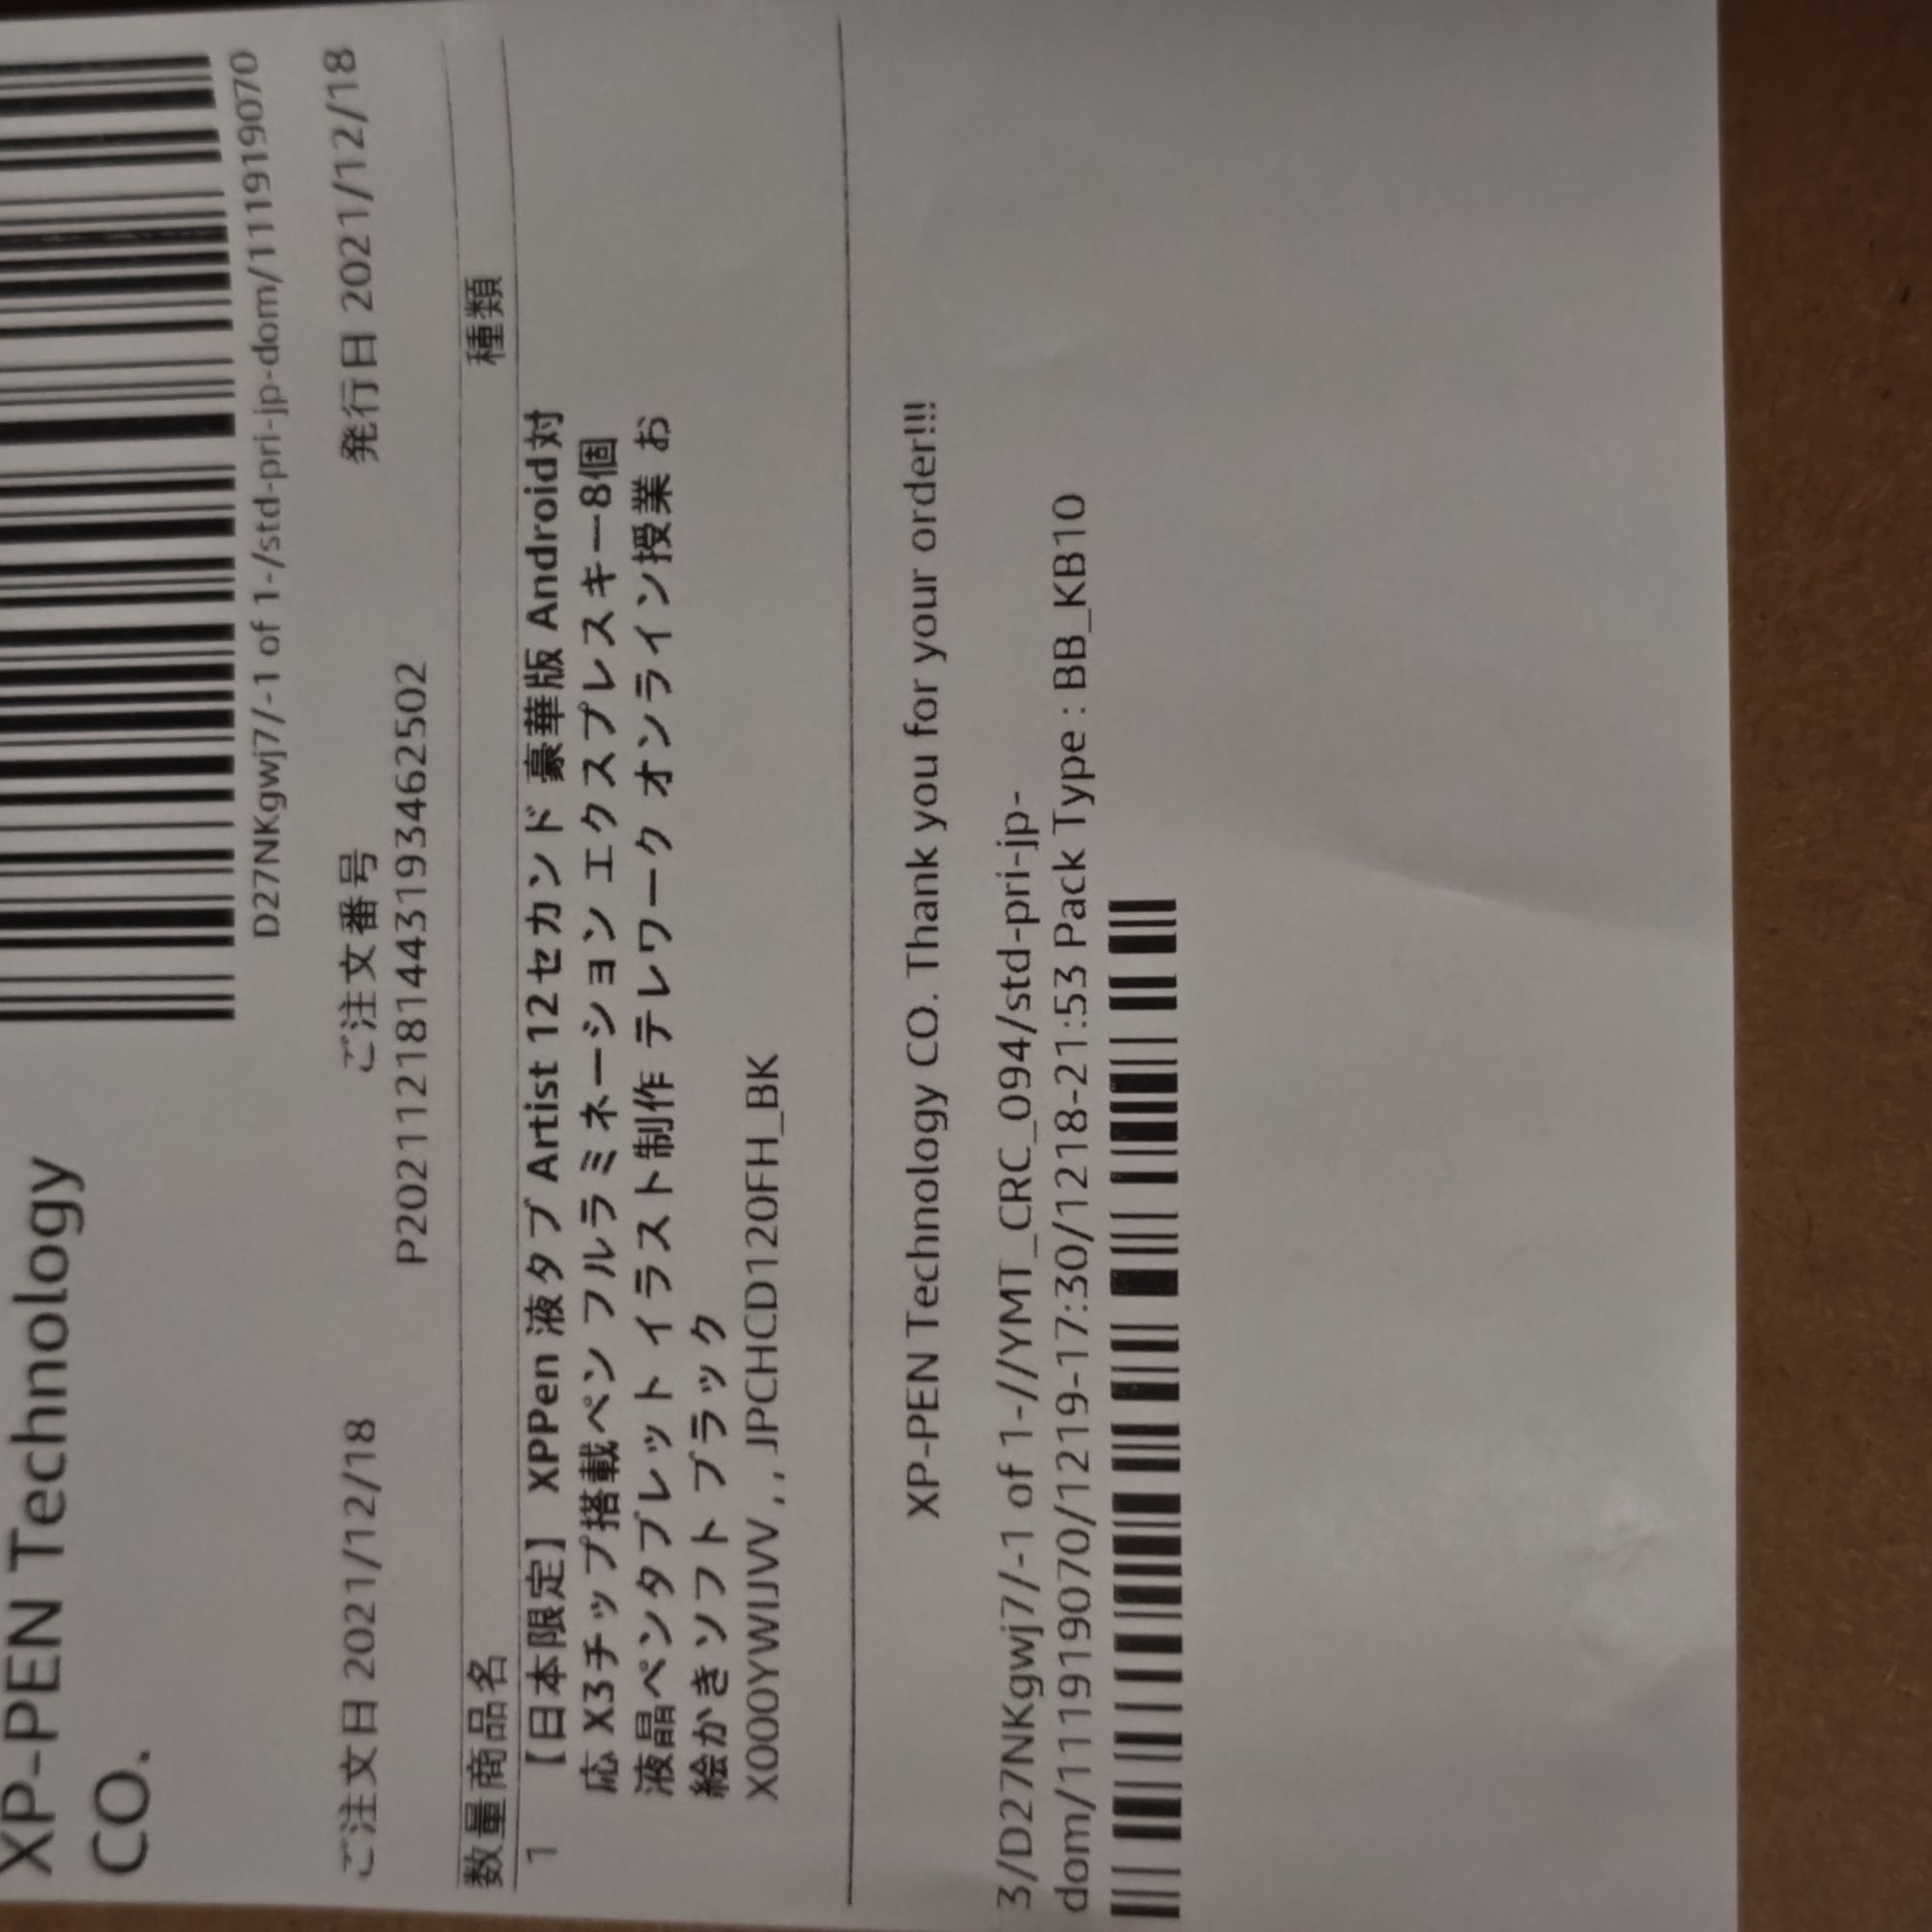 XP-PEN Technology
CO.
D27NKgwj7/-1 of 1-/std-pri-jp-dom/111919070
ご注文日 2021/12/18 ご注文番号 発行日 2021/12/18
P202112181443193462502
数量 商品名 種類
1 【日本限定】 XPPen 液タブ Artist 12セカンド 豪華版 Android対
応 X3チップ搭載ペン フルラミネーション エクスプレスキー8個
液晶ペンタブレット イラスト制作 テレワーク オンライン授業 お
絵かきソフト ブラック
X000YWIJVV , , JPCHCD120FH_BK
XP-PEN Technology CO. Thank you for your order!!!
3/D27NKgwj7/-1 of 1-//YMT_CRC_094/std-pri-jp-
dom/111919070/1219-17:30/1218-21:53 Pack Type : BB_KB10